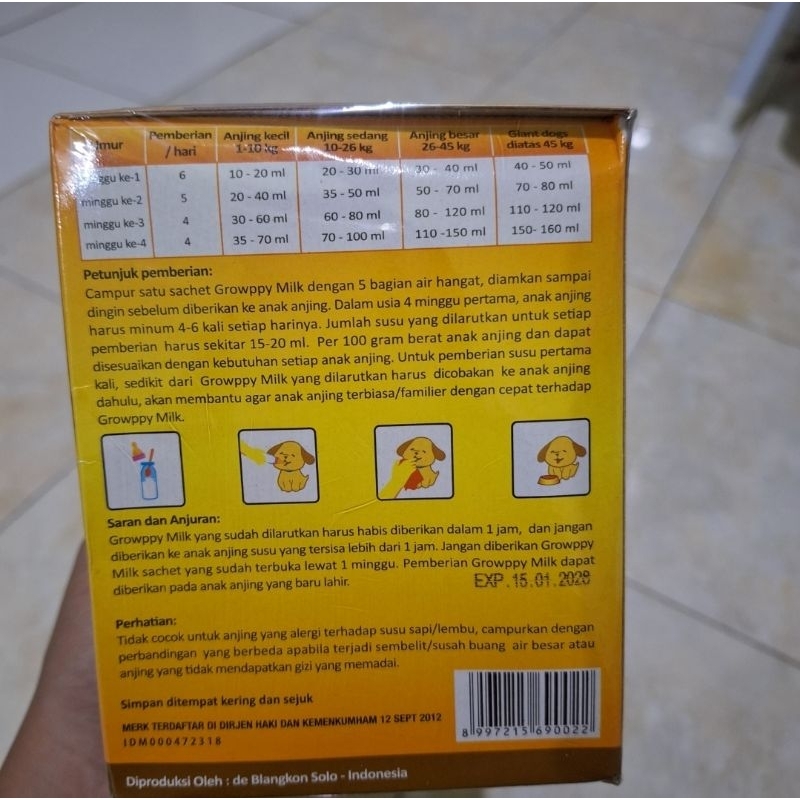 mur Pemberian / hari Anjing kecil 1-10 kg Anjing sedang 10-26 kg Anjing besar 26-45 kg Giant dogs diatas 45 kg
ggu ke-1 6 10 - 20 ml 20 - 30 ml 30 - 40 ml 40 - 50 ml
minggu ke-2 5 20 - 40 ml 35 - 50 ml 50 - 70 ml 70 - 80 ml
minggu ke-3 4 30 - 60 ml 60 - 80 ml 80 - 120 ml 110 - 120 ml
minggu ke-4 4 35 - 70 ml 70 - 100 ml 110 -150 ml 150- 160 ml
Petunjuk pemberian:
Campur satu sachet Growppy Milk dengan 5 bagian air hangat, diamkan sampai
dingin sebelum diberikan ke anak anjing. Dalam usia 4 minggu pertama, anak anjing
harus minum 4-6 kali setiap harinya. Jumlah susu yang dilarutkan untuk setiap
pemberian harus sekitar 15-20 ml. Per 100 gram berat anak anjing dan dapat
disesuaikan dengan kebutuhan setiap anak anjing. Untuk pemberian susu pertama
kali, sedikit dari Growppy Milk yang dilarutkan harus dicobakan ke anak anjing
dahulu, akan membantu agar anak anjing terbiasa/familier dengan cepat terhadap
Growppy Milk.
Saran dan Anjuran:
Growppy Milk yang sudah dilarutkan harus habis diberikan dalam 1 jam, dan jangan
diberikan ke anak anjing susu yang tersisa lebih dari 1 jam. Jangan diberikan Growppy
Milk sachet yang sudah terbuka lewat 1 minggu. Pemberian Growppy Milk dapat
diberikan pada anak anjing yang baru lahir.
EXP.15.01.2028
Perhatian:
Tidak cocok untuk anjing yang alergi terhadap susu sapi/lembu, campurkan dengan
perbandingan yang berbeda apabila terjadi sembelit/susah buang air besar atau
anjing yang tidak mendapatkan gizi yang memadai.
Simpan ditempat kering dan sejuk
MERK TERDAFTAR DI DIRJEN HAKI DAN KEMENKUMHAM 12 SEPT 2012
IDM000472318
8 997215 690022
Diproduksi Oleh : de Blangkon Solo - Indonesia